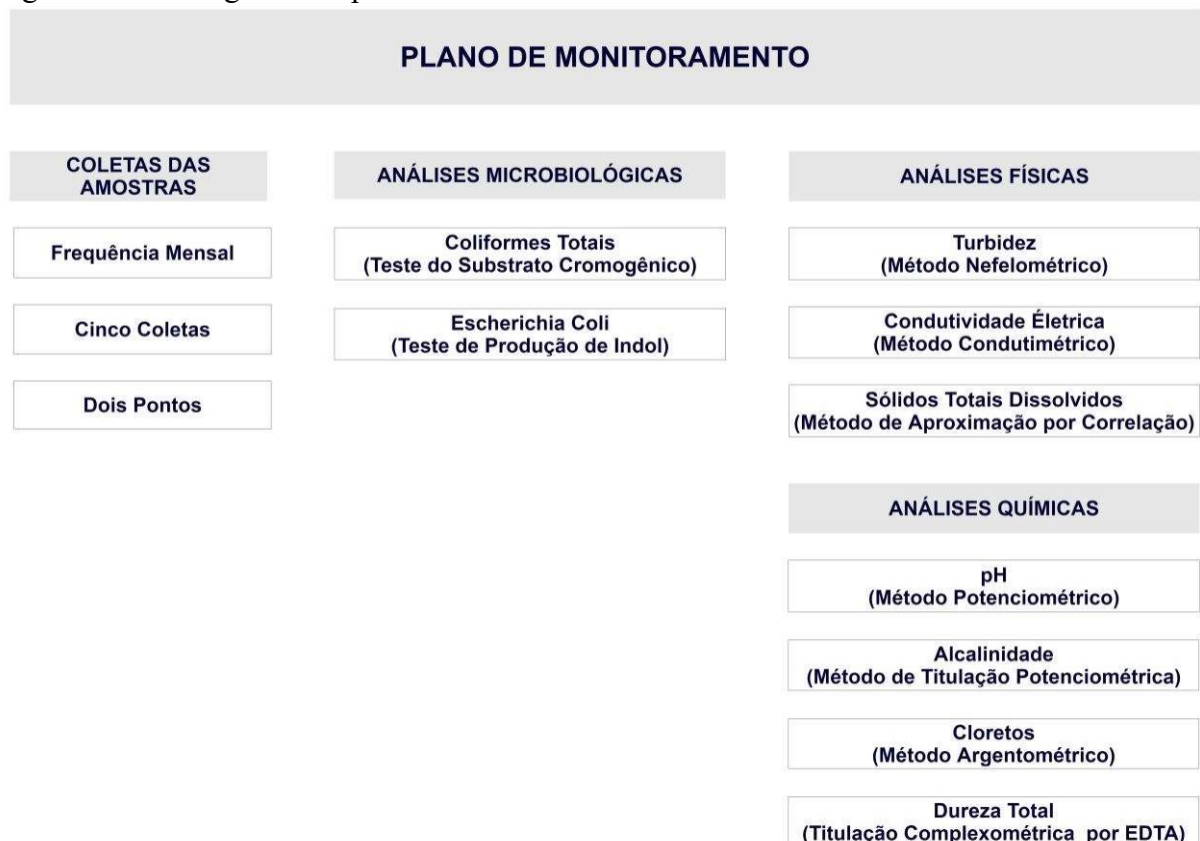 PLANO DE MONITORAMENTO
COLETAS DAS
AMOSTRAS
Frequência Mensal
Cinco Coletas
Dois Pontos
ANÁLISES MICROBIOLÓGICAS
Coliformes Totais
(Teste do Substrato Cromogênico)
Escherichia Coli
(Teste de Produção de Indol)
ANÁLISES FÍSICAS
Turbidez
(Método Nefelométrico)
Condutividade Életrica
(Método Condutimétrico)
Sólidos Totais Dissolvidos
(Método de Aproximação por Correlação)
ANÁLISES QUÍMICAS
pH
(Método Potenciométrico)
Alcalinidade
(Método de Titulação Potenciométrica)
Cloretos
(Método Argentométrico)
Dureza Total
(Titulação Complexométrica por EDTA)